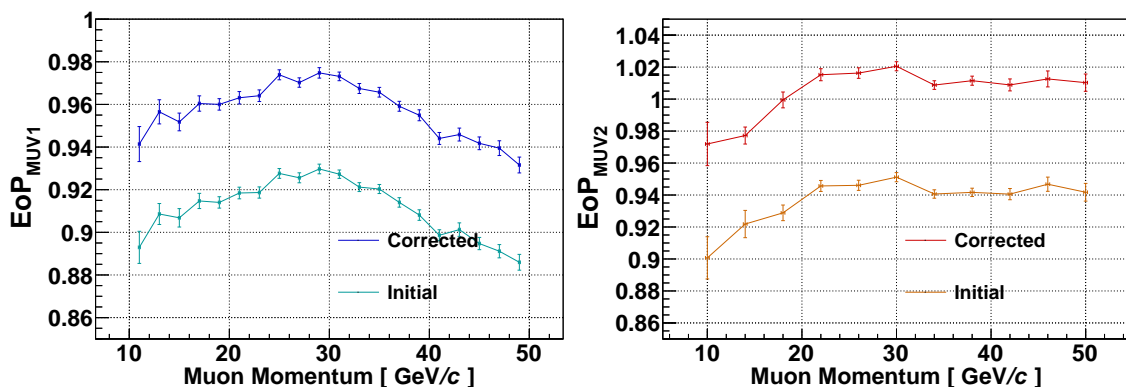 1
0.98
0.96
0.94
0.92
0.9
0.88
0.86
EoP_MUV1
Corrected
Initial
10 20 30 40 50
Muon Momentum [ GeV/c ]
1.04
1.02
1
0.98
0.96
0.94
0.92
0.9
0.88
0.86
EoP_MUV2
Corrected
Initial
10 20 30 40 50
Muon Momentum [ GeV/c ]